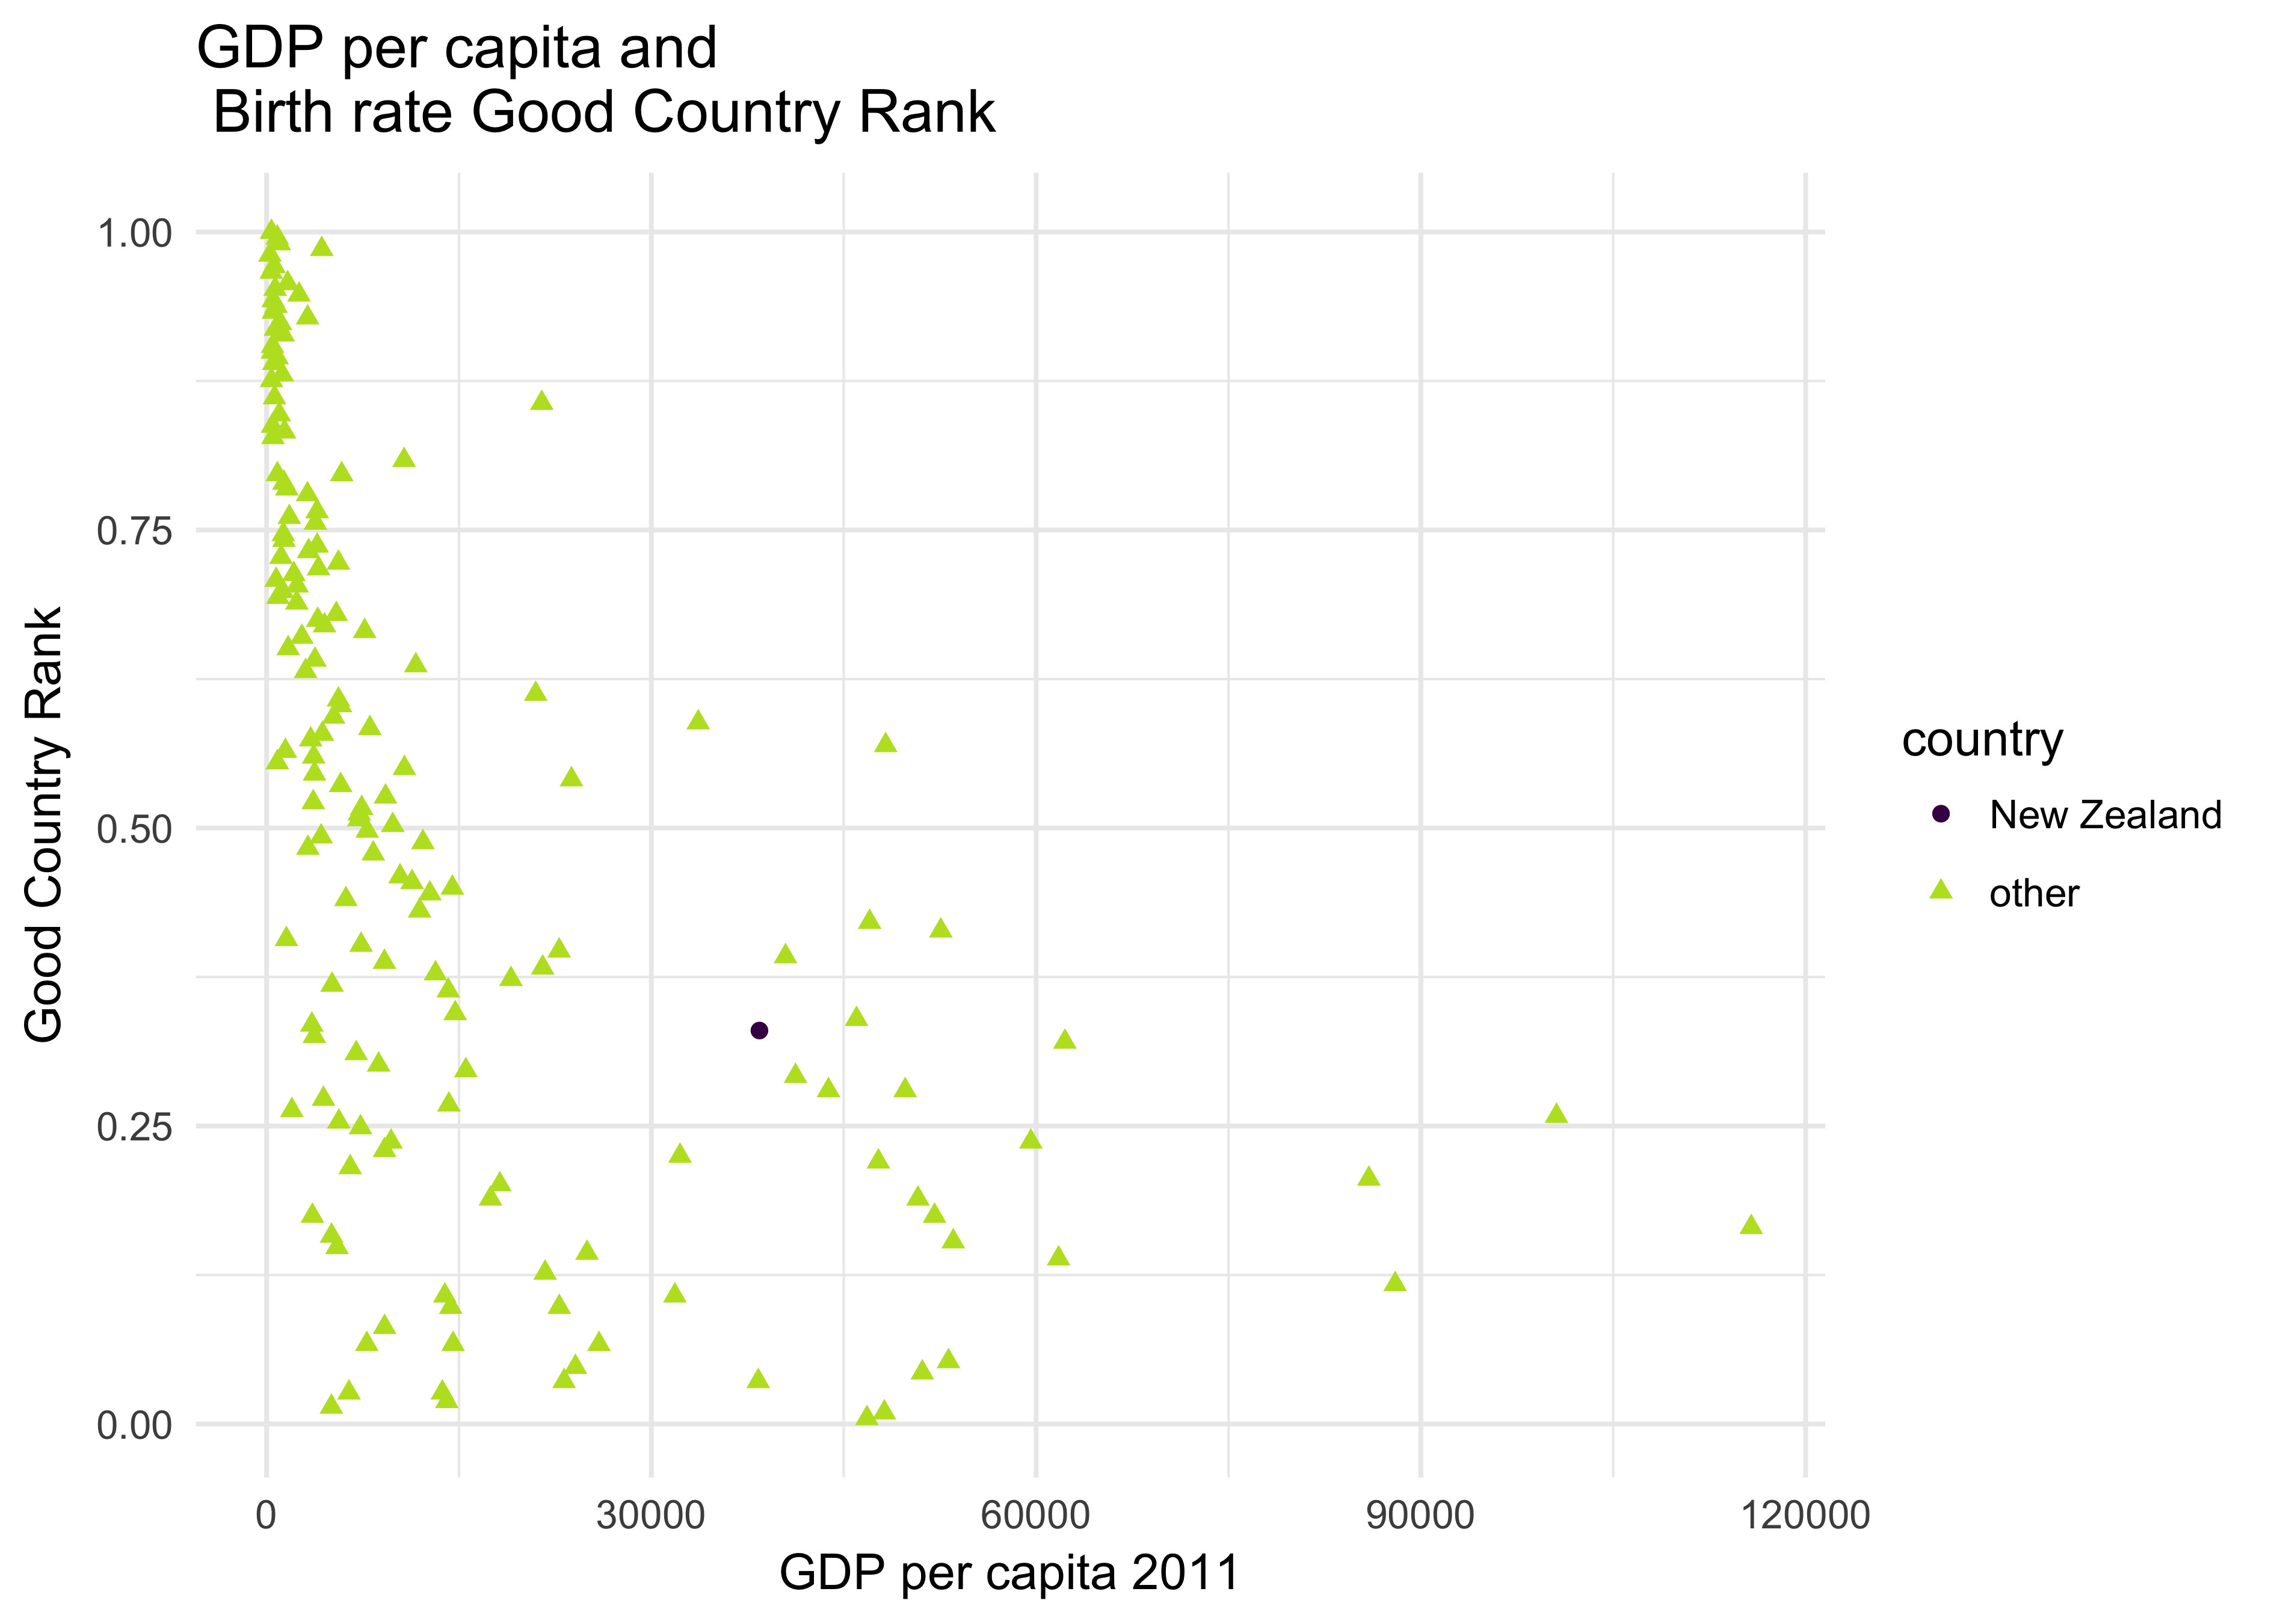 GDP per capita and
Birth rate Good Country Rank
1.00
0.75
0.50
0.25
0.00
Good Country Rank
0
30000
60000
90000
120000
GDP per capita 2011
country
New Zealand
other